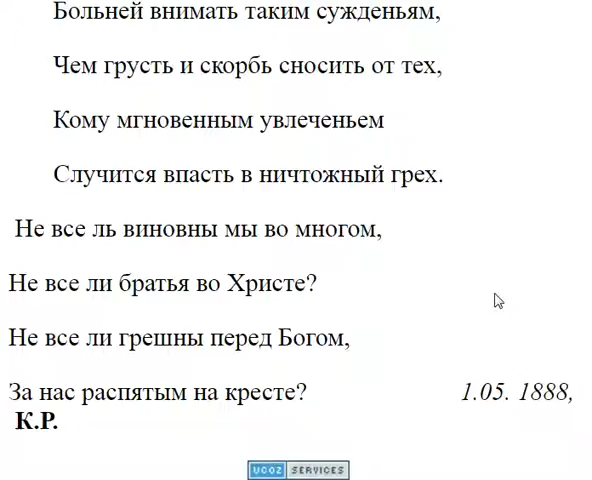 Больней внимать таким сужденьям,
Чем грусть и скорбь сносить от тех,
Кому мгновенным увлеченьем
Случится впасть в ничтожный грех.
Не все ль виновны мы во многом,
Не все ли братья во Христе?
Не все ли грешны перед Богом,
За нас распятым на кресте? 1.05. 1888,
К.Р.
UCOZ SERVICES